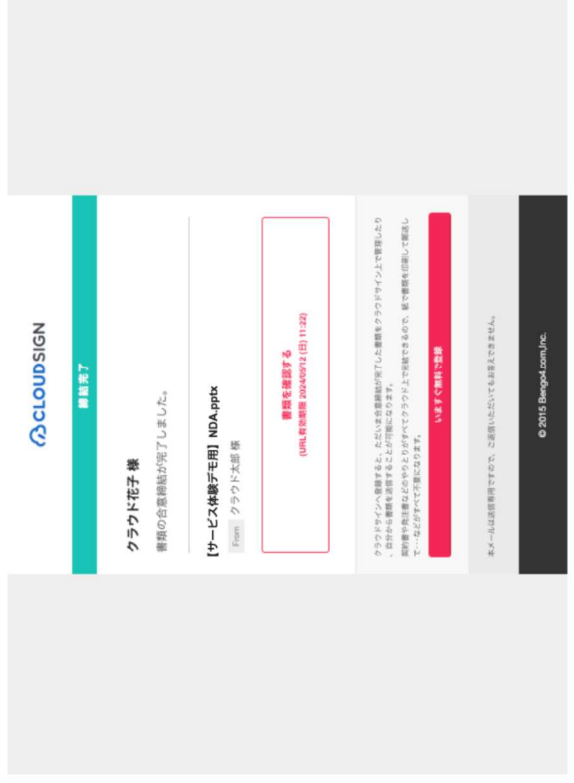 CLOUDSIGN
締結完了
クラウド花子 様
書類の合意締結が完了しました。
【サービス体験デモ用】NDA.pptx
From クラウド太郎 様
書類を確認する
(URL有効期限 2024/05/12 (日) 11:22)
クラウドサインへ登録すると、ただいま合意締結が完了した書類をクラウドサイン上で管理したり
、自分から書類を送信することが可能になります。
契約書や発注書などのやりとりがすべてクラウド上で完結できるので、紙で書類を印刷して郵送し
て…などがすべて不要になります。
いますぐ無料で登録
本メールは送信専用ですので、ご返信いただいてもお答えできません。
© 2015 Bengo4.com,Inc.